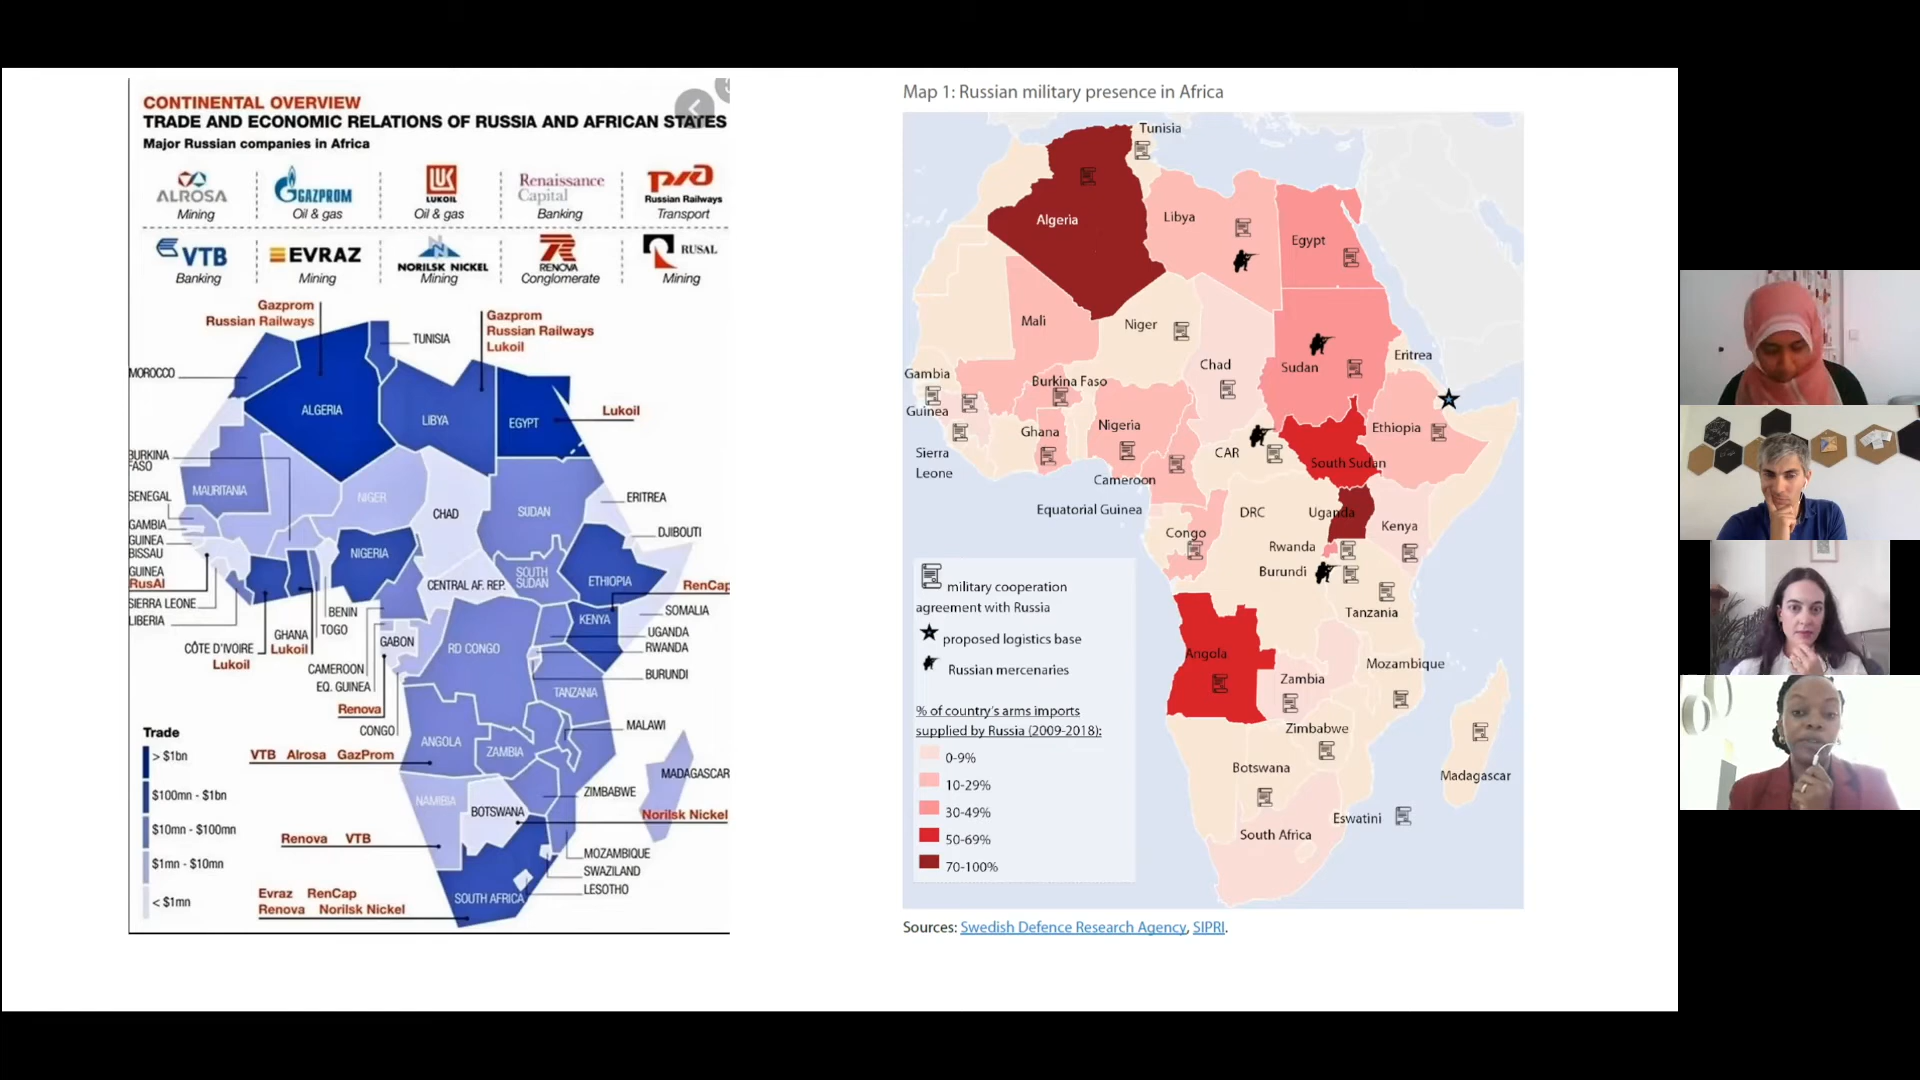 CONTINENTAL OVERVIEW
TRADE AND ECONOMIC RELATIONS OF RUSSIA AND AFRICAN STATES
Major Russian companies in Africa
ALROSA
Mining
GAZPROM
Oil & gas
LUK
LUKOIL
Oil & gas
Renaissance
Capital
Banking
Russian Railways
Transport
VTB
Banking
EVRAZ
Mining
NORILSK NICKEL
Mining
RENOVA
Conglomerate
RUSAL
Mining
Gazprom
Russian Railways
Gazprom
Russian Railways
Lukoil
TUNISIA
MOROCCO
ALGERIA
LIBYA
EGYPT
Lukoil
BURKINA
FASO
MAURITANIA
NIGER
CHAD
SUDAN
ERITREA
SENEGAL
GAMBIA
GUINEA
BISSAU
GUINEA
RusAl
SIERRA LEONE
LIBERIA
NIGERIA
DJIBOUTI
CENTRAL AF. REP.
SOUTH
SUDAN
ETHIOPIA
RenCap
SOMALIA
KENYA
BENIN
TOGO
GHANA
Lukoil
CÔTE D'IVOIRE
Lukoil
GABON
RD CONGO
UGANDA
RWANDA
BURUNDI
CAMEROON
EQ. GUINEA
Renova
CONGO
TANZANIA
MALAWI
ANGOLA
ZAMBIA
VTB Alrosa GazProm
MADAGASCAR
ZIMBABWE
NAMIBIA
BOTSWANA
Norilsk Nickel
Renova VTB
MOZAMBIQUE
SWAZILAND
LESOTHO
Evraz RenCap
Renova Norilsk Nickel
SOUTH AFRICA
Trade
> $1bn
$100mn - $1bn
$10mn - $100mn
$1mn - $10mn
< $1mn
Map 1: Russian military presence in Africa
Tunisia
Algeria
Libya
Egypt
Mali
Niger
Chad
Sudan
Eritrea
Gambia
Guinea
Burkina Faso
Ghana
Nigeria
Ethiopia
Sierra
Leone
CAR
South Sudan
Cameroon
Equatorial Guinea
DRC
Uganda
Kenya
Congo
Rwanda
Burundi
Tanzania
Angola
Mozambique
Zambia
Zimbabwe
Botswana
Madagascar
Eswatini
South Africa
military cooperation
agreement with Russia
proposed logistics base
Russian mercenaries
% of country's arms imports
supplied by Russia (2009-2018):
0-9%
10-29%
30-49%
50-69%
70-100%
Sources: Swedish Defence Research Agency, SIPRI.